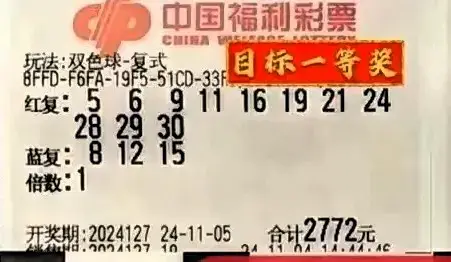 中国福利彩票
CHINA WELFARE LOTTERY
玩法：双色球-复式
8FFD-F6FA-19F5-51CD-33F
目标一等奖
红复：5 6 9 11 16 19 21 24
28 29 30
蓝复：8 12 15
倍数：1
开奖期：2024127 24-11-05 合计2772元